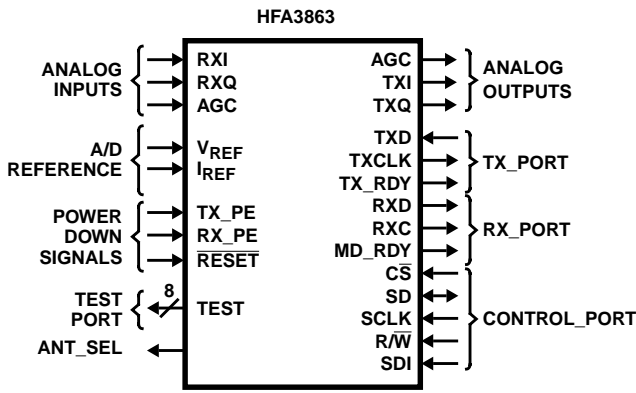 HFA3863
ANALOG
INPUTS
RXI
RXQ
AGC
A/D
REFERENCE
VREF
IREF
POWER
DOWN
SIGNALS
TX_PE
RX_PE
RESET
TEST
PORT
8
TEST
ANT_SEL
AGC
TXI
TXQ
ANALOG
OUTPUTS
TXD
TXCLK
TX_RDY
TX_PORT
RXD
RXC
MD_RDY
RX_PORT
CS
SD
SCLK
R/W
SDI
CONTROL_PORT